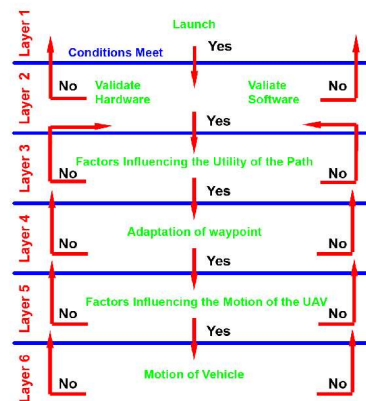 Layer 1
Launch
Conditions Meet
Yes
Layer 2
No
Validate
Hardware
Valiate
Software
No
Yes
Layer 3
Factors Influencing the Utility of the Path
No
No
Yes
Layer 4
Adaptation of waypoint
No
No
Yes
Layer 5
Factors Influencing the Motion of the UAV
No
No
Yes
Layer 6
Motion of Vehicle
No
No